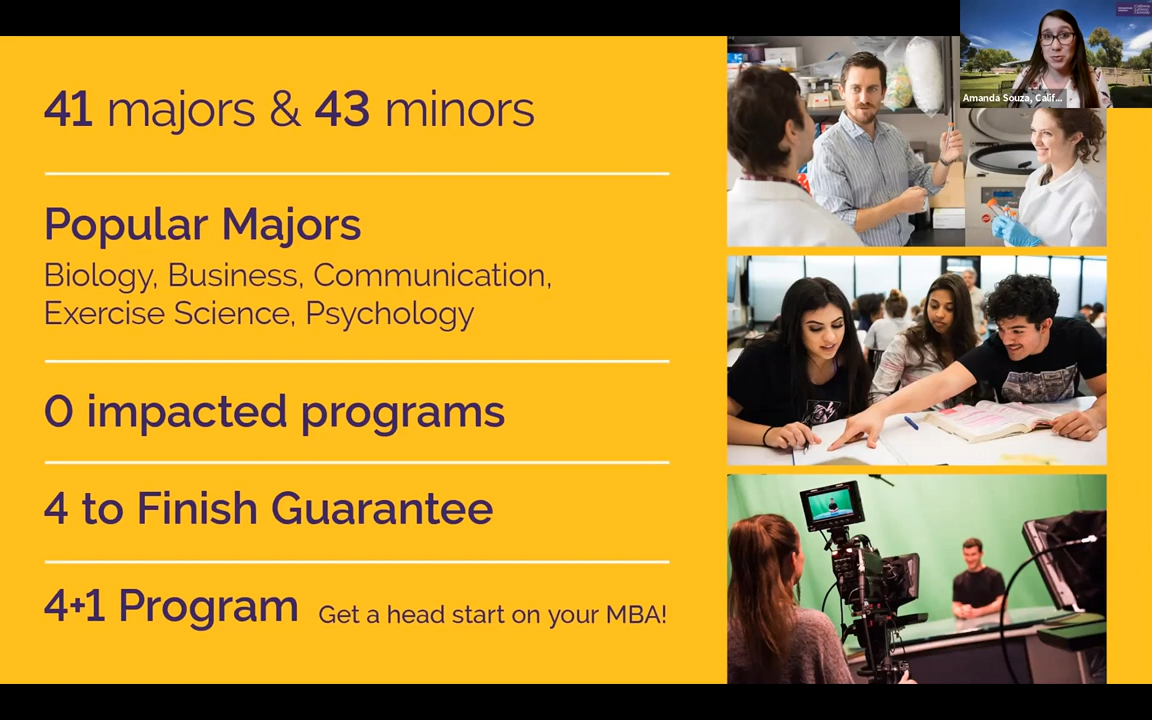 41 majors & 43 minors
Popular Majors
Biology, Business, Communication,
Exercise Science, Psychology
0 impacted programs
4 to Finish Guarantee
4+1 Program Get a head start on your MBA!
Amanda Souza, Calif...